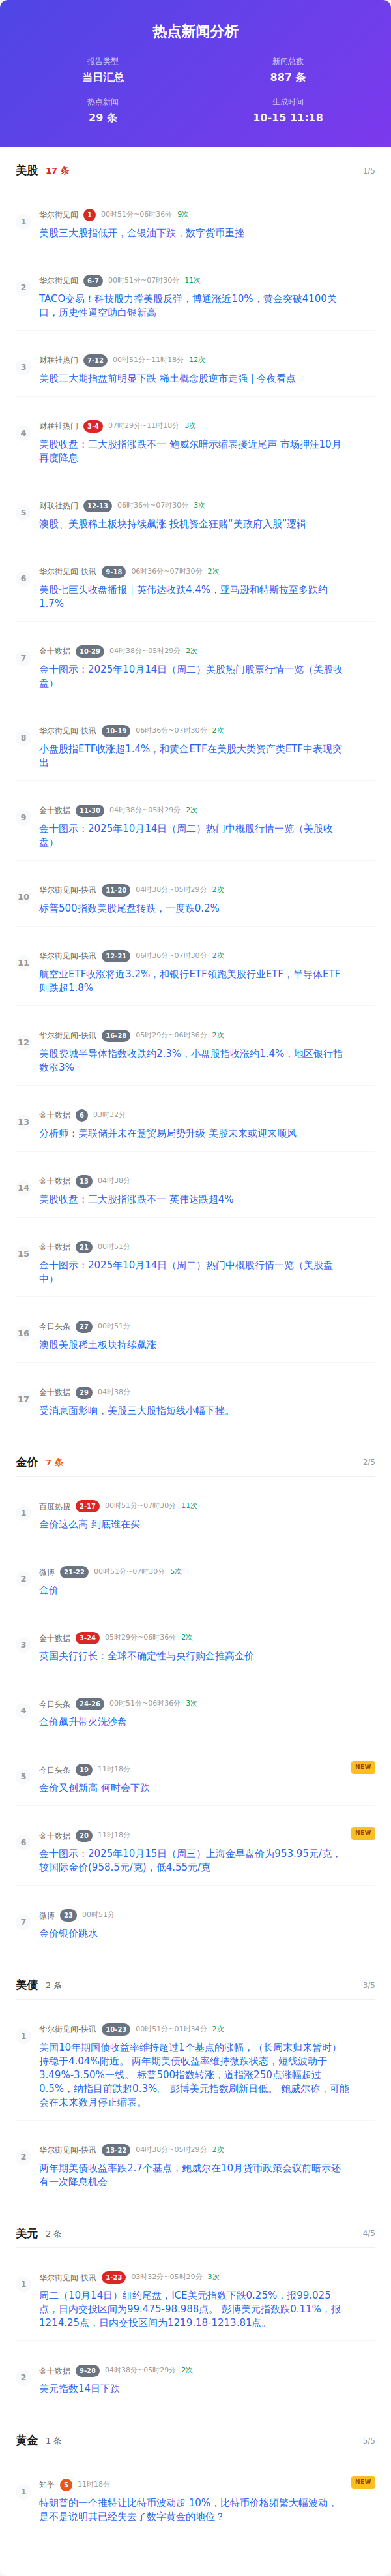 热点新闻分析
报告类型
当日汇总
新闻总数
887 条
热点新闻
29 条
生成时间
10-15 11:18
美股 17 条 1/5
1 华尔街见闻 1 00时51分~06时36分 9次
美股三大股指低开，金银油下跌，数字货币重挫
2 华尔街见闻 6-7 00时51分~07时30分 11次
TACO交易！科技股力撑美股反弹，博通涨近10%，黄金突破4100关
口，历史性逼空助白银新高
3 财联社热门 7-12 00时51分~11时18分 12次
美股三大期指盘前明显下跌 稀土概念股逆市走强 | 今夜看点
4 财联社热门 3-4 07时29分~11时18分 3次
美股收盘：三大股指涨跌不一 鲍威尔暗示缩表接近尾声 市场押注10月
再度降息
5 财联社热门 12-13 06时36分~07时30分 3次
澳股、美股稀土板块持续飙涨 投机资金狂赌“美政府入股”逻辑
6 华尔街见闻-快讯 9-18 06时36分~07时30分 2次
美股七巨头收盘播报｜英伟达收跌4.4%，亚马逊和特斯拉至多跌约
1.7%
7 金十数据 10-29 04时38分~05时29分 2次
金十图示：2025年10月14日（周二）美股热门股票行情一览（美股收
盘）
8 华尔街见闻-快讯 10-19 06时36分~07时30分 2次
小盘股指ETF收涨超1.4%，和黄金ETF在美股大类资产类ETF中表现突
出
9 金十数据 11-30 04时38分~05时29分 2次
金十图示：2025年10月14日（周二）热门中概股行情一览（美股收
盘）
10 华尔街见闻-快讯 11-20 04时38分~05时29分 2次
标普500指数美股尾盘转跌，一度跌0.2%
11 华尔街见闻-快讯 12-21 06时36分~07时30分 2次
航空业ETF收涨将近3.2%，和银行ETF领跑美股行业ETF，半导体ETF
则跌超1.8%
12 华尔街见闻-快讯 16-28 05时29分~06时36分 2次
美股费城半导体指数收跌约2.3%，小盘股指收涨约1.4%，地区银行指
数涨3%
13 金十数据 6 03时32分
分析师：美联储并未在意贸易局势升级 美股未来或迎来顺风
14 金十数据 13 04时38分
美股收盘：三大股指涨跌不一 英伟达跌超4%
15 金十数据 21 00时51分
金十图示：2025年10月14日（周二）热门中概股行情一览（美股盘
中）
16 今日头条 27 00时51分
澳股美股稀土板块持续飙涨
17 金十数据 29 04时38分
受消息面影响，美股三大股指短线小幅下挫。
金价 7 条 2/5
1 百度热搜 2-17 00时51分~07时30分 11次
金价这么高 到底谁在买
2 微博 21-22 00时51分~07时30分 5次
金价
3 金十数据 3-24 05时29分~06时36分 2次
英国央行行长：全球不确定性与央行购金推高金价
4 今日头条 24-26 00时51分~06时36分 3次
金价飙升带火洗沙盘
5 今日头条 19 11时18分 NEW
金价又创新高 何时会下跌
6 金十数据 20 11时18分 NEW
金十图示：2025年10月15日（周三）上海金早盘价为953.95元/克，
较国际金价(958.5元/克)，低4.55元/克
7 微博 23 00时51分
金价银价跳水
美债 2 条 3/5
1 华尔街见闻-快讯 10-23 00时51分~01时34分 2次
美国10年期国债收益率维持超过1个基点的涨幅，（长周末归来暂时）
持稳于4.04%附近。 两年期美债收益率维持微跌状态，短线波动于
3.49%-3.50%一线。 标普500指数转涨，道指涨250点涨幅超过
0.5%，纳指目前跌超0.3%。 彭博美元指数刷新日低。 鲍威尔称，可能
会在未来数月停止缩表。
2 华尔街见闻-快讯 13-22 04时38分~05时29分 2次
两年期美债收益率跌2.7个基点，鲍威尔在10月货币政策会议前暗示还
有一次降息机会
美元 2 条 4/5
1 华尔街见闻-快讯 1-23 03时32分~05时29分 3次
周二（10月14日）纽约尾盘，ICE美元指数下跌0.25%，报99.025
点，日内交投区间为99.475-98.988点。 彭博美元指数跌0.11%，报
1214.25点，日内交投区间为1219.18-1213.81点。
2 金十数据 9-28 04时38分~05时29分 2次
美元指数14日下跌
黄金 1 条 5/5
1 知乎 5 11时18分 NEW
特朗普的一个推特让比特币波动超 10%，比特币价格频繁大幅波动，
是不是说明其已经失去了数字黄金的地位？